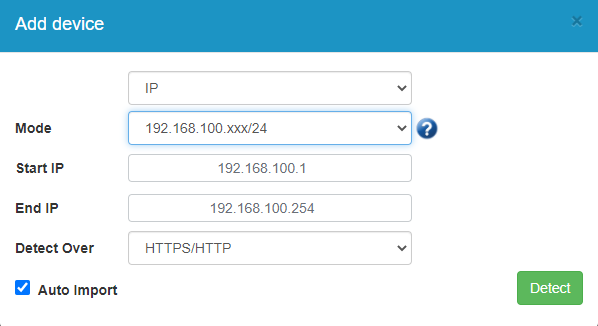 Add device ×
IP
Mode 192.168.100.xxx/24 ?
Start IP 192.168.100.1
End IP 192.168.100.254
Detect Over HTTPS/HTTP
Auto Import Detect